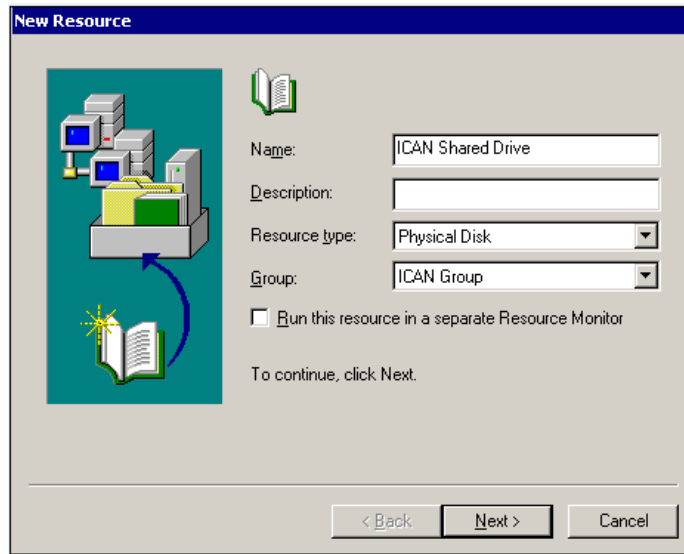 New Resource
Name: ICAN Shared Drive
Description:
Resource type: Physical Disk
Group: ICAN Group
Run this resource in a separate Resource Monitor
To continue, click Next.
< Back Next > Cancel